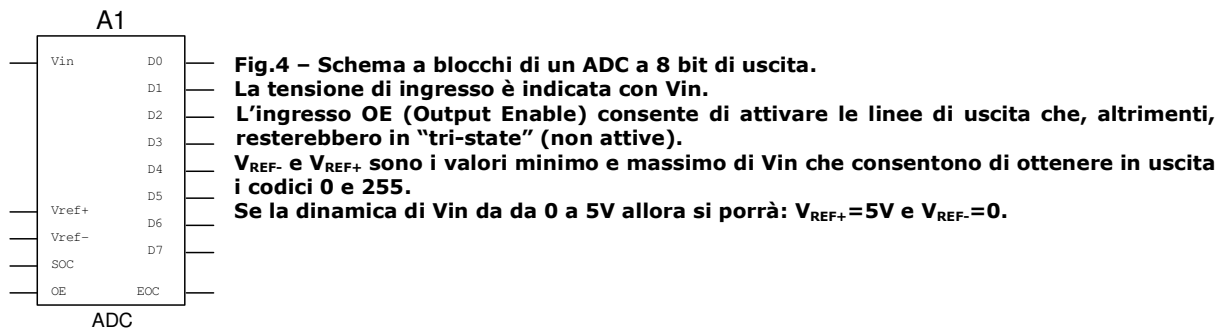 A1
Vin D0
D1
D2
D3
D4
D5
Vref+
D6
Vref-
D7
SOC
OE EOC
ADC
Fig.4 – Schema a blocchi di un ADC a 8 bit di uscita.
La tensione di ingresso è indicata con Vin.
L’ingresso OE (Output Enable) consente di attivare le linee di uscita che, altrimenti,
resterebbero in “tri-state” (non attive).
VREF- e VREF+ sono i valori minimo e massimo di Vin che consentono di ottenere in uscita
i codici 0 e 255.
Se la dinamica di Vin da da 0 a 5V allora si porrà: VREF+=5V e VREF-=0.